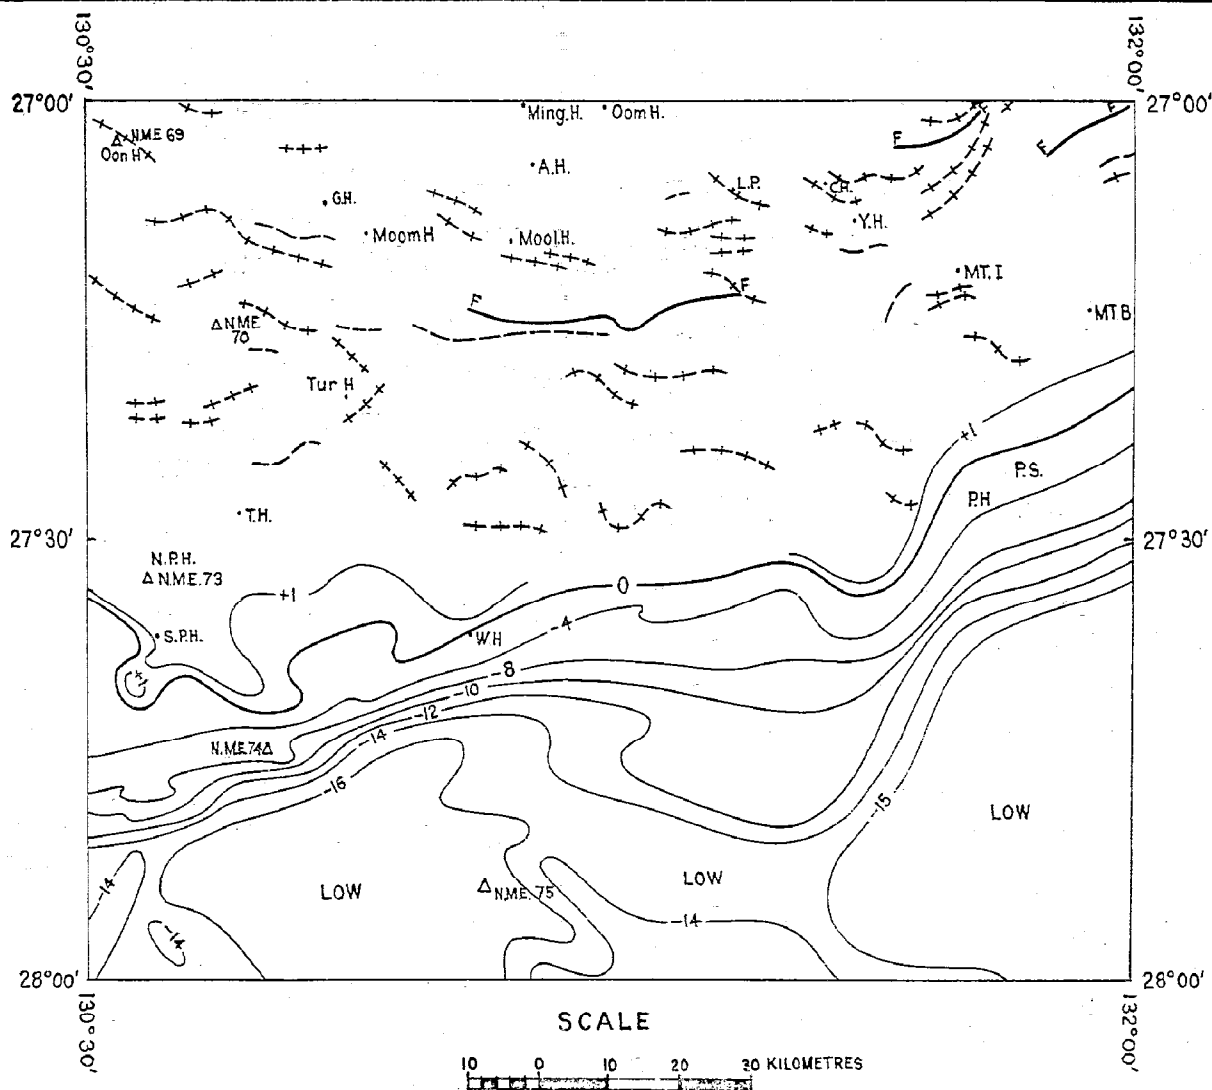 130°30'
132°00'
27°00'
27°00'
Ming.H.
Oom H.
N.M.E 69
Oon H
A.H.
F
F
F
G.H.
L.P.
C.H.
Y.H.
Moom H
Mool.H.
MT. I
F
F
MT.B
N.M.E
70
Tur H
+1
P.S.
P.H
T.H.
27°30'
27°30'
N.P.H.
N.M.E. 73
+1
0
-4
S.P.H.
W.H
-8
-10
-12
N.M.E.74
-14
-16
-15
LOW
LOW
LOW
N.M.E. 75
-14
-14
-14
28°00'
28°00'
130°30'
132°00'
SCALE
10 0 10 20 30 KILOMETRES